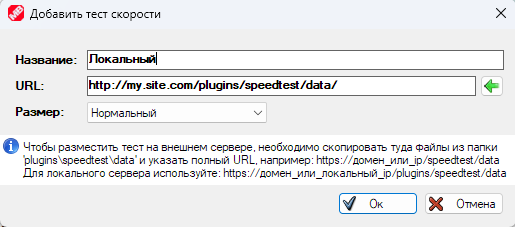 Добавить тест скорости
Название: Локальный
URL: http://my.site.com/plugins/speedtest/data/
Размер: Нормальный
Чтобы разместить тест на внешнем сервере, необходимо скопировать туда файлы из папки
'plugins\speedtest\data' и указать полный URL, например: https://домен_или_ip/speedtest/data
Для локального сервера используйте: https://домен_или_локальный_ip/plugins/speedtest/data
Ок Отмена